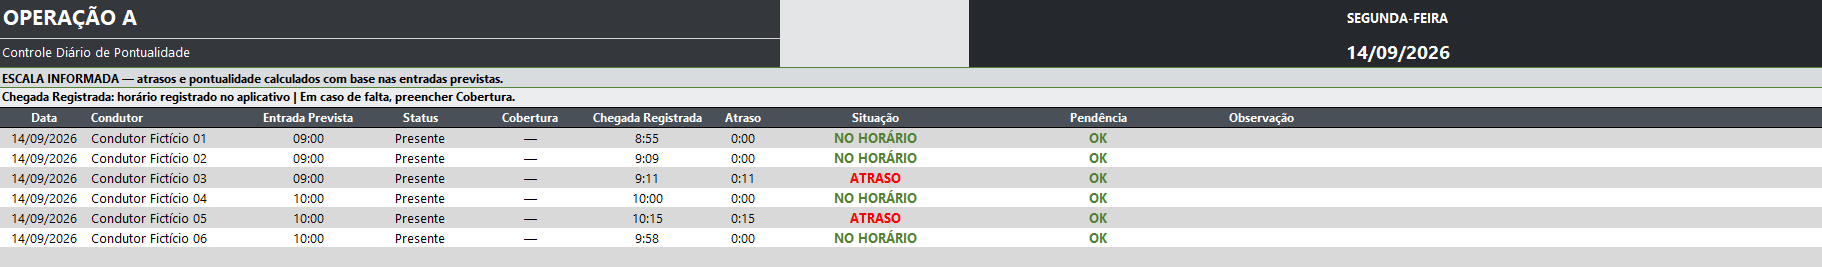 OPERAÇÃO A
SEGUNDA-FEIRA
Controle Diário de Pontualidade
14/09/2026
ESCALA INFORMADA — atrasos e pontualidade calculados com base nas entradas previstas.
Chegada Registrada: horário registrado no aplicativo | Em caso de falta, preencher Cobertura.
Data Condutor Entrada Prevista Status Cobertura Chegada Registrada Atraso Situação Pendência Observação
14/09/2026 Condutor Fictício 01 09:00 Presente — 8:55 0:00 NO HORÁRIO OK
14/09/2026 Condutor Fictício 02 09:00 Presente — 9:09 0:00 NO HORÁRIO OK
14/09/2026 Condutor Fictício 03 09:00 Presente — 9:11 0:11 ATRASO OK
14/09/2026 Condutor Fictício 04 10:00 Presente — 10:00 0:00 NO HORÁRIO OK
14/09/2026 Condutor Fictício 05 10:00 Presente — 10:15 0:15 ATRASO OK
14/09/2026 Condutor Fictício 06 10:00 Presente — 9:58 0:00 NO HORÁRIO OK